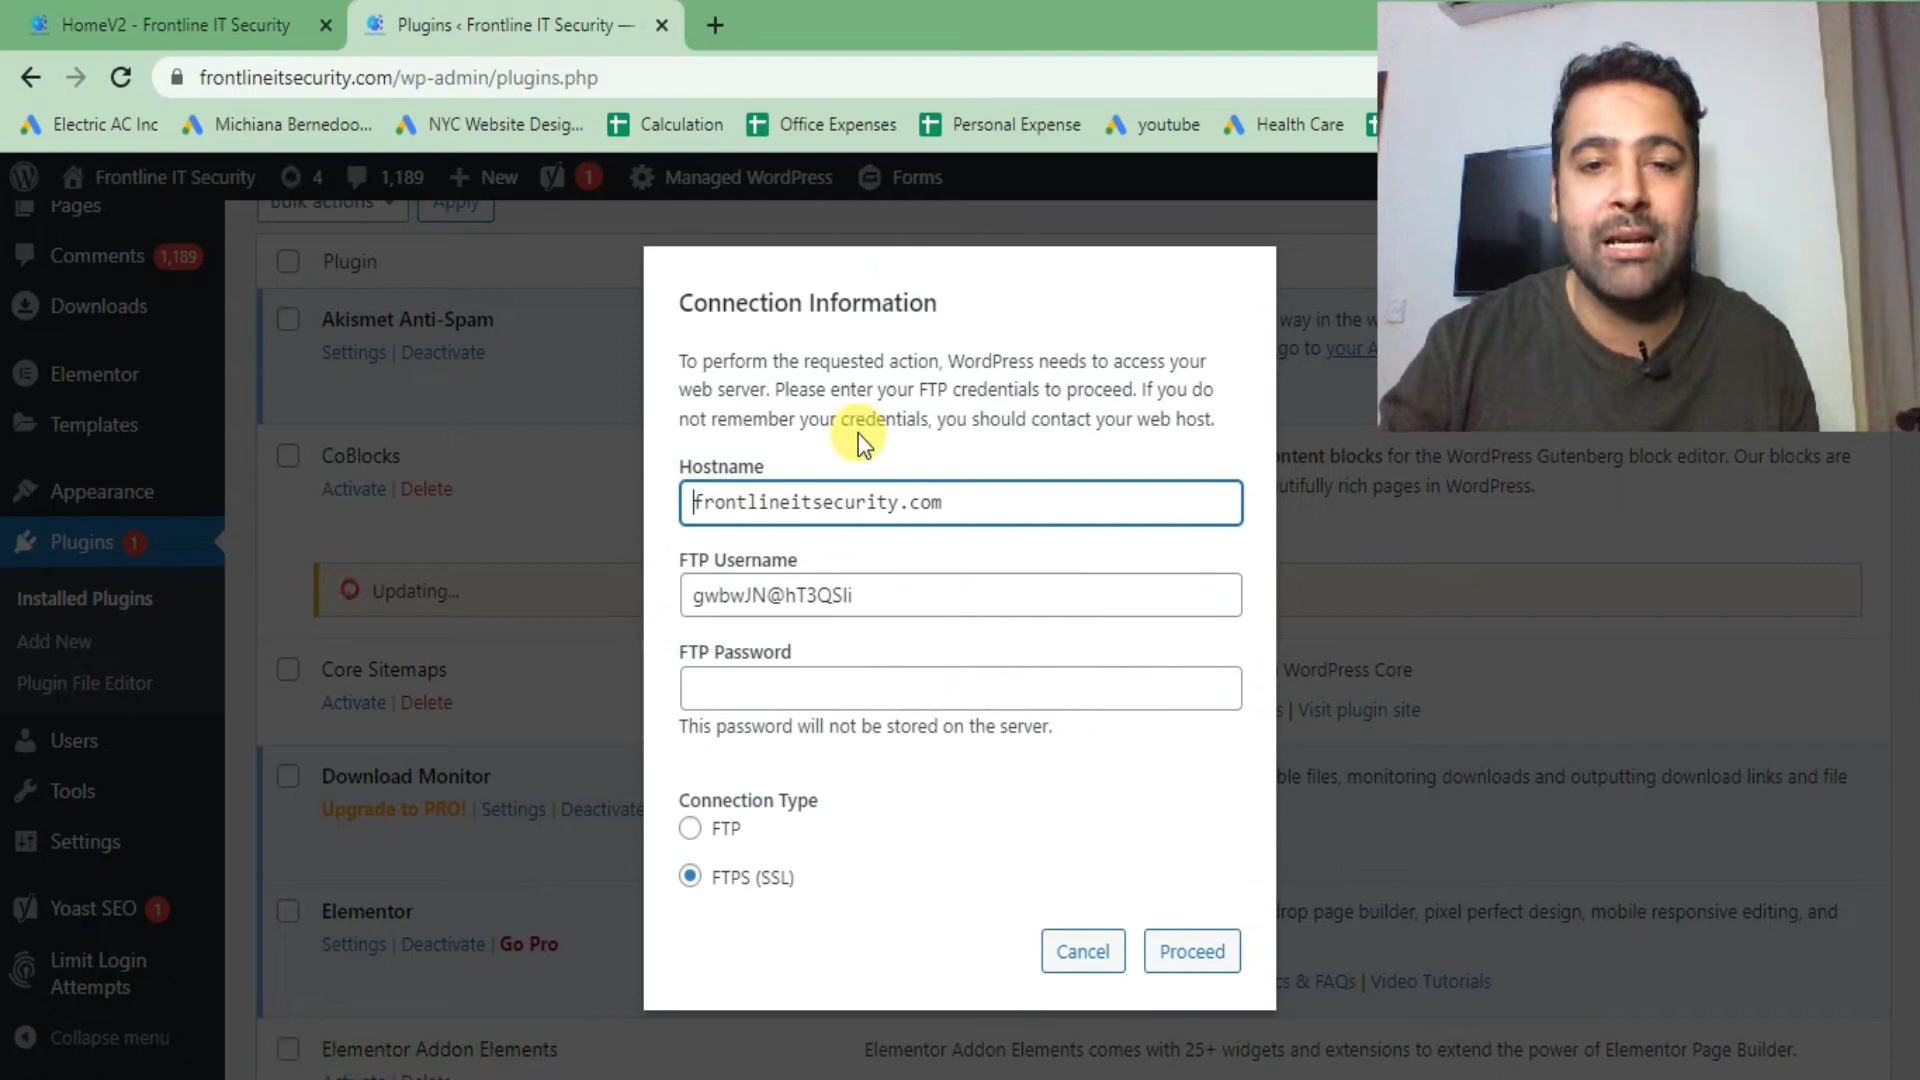 HomeV2 - Frontline IT Security
Plugins ‹ Frontline IT Security —
frontlineitsecurity.com/wp-admin/plugins.php
Electric AC Inc
Michiana Bernedoo...
NYC Website Desig...
Calculation
Office Expenses
Personal Expense
youtube
Health Care
Frontline IT Security
4
1,189
New
1
Managed WordPress
Forms
Pages
Comments 1,189
Downloads
Elementor
Templates
Appearance
Plugins 1
Installed Plugins
Add New
Plugin File Editor
Users
Tools
Settings
Yoast SEO 1
Limit Login
Attempts
Collapse menu
Bulk actions
Apply
Plugin
Akismet Anti-Spam
Settings | Deactivate
way in the w
go to your A
CoBlocks
Activate | Delete
ntent blocks for the WordPress Gutenberg block editor. Our blocks are
utifully rich pages in WordPress.
Updating...
Core Sitemaps
Activate | Delete
WordPress Core
s | Visit plugin site
Download Monitor
Upgrade to PRO! | Settings | Deactivate
ble files, monitoring downloads and outputting download links and file
Elementor
Settings | Deactivate | Go Pro
drop page builder, pixel perfect design, mobile responsive editing, and
cs & FAQs | Video Tutorials
Elementor Addon Elements
Elementor Addon Elements comes with 25+ widgets and extensions to extend the power of Elementor Page Builder.
Connection Information
To perform the requested action, WordPress needs to access your
web server. Please enter your FTP credentials to proceed. If you do
not remember your credentials, you should contact your web host.
Hostname
frontlineitsecurity.com
FTP Username
gwbwJN@hT3QSIi
FTP Password
This password will not be stored on the server.
Connection Type
FTP
FTPS (SSL)
Cancel
Proceed